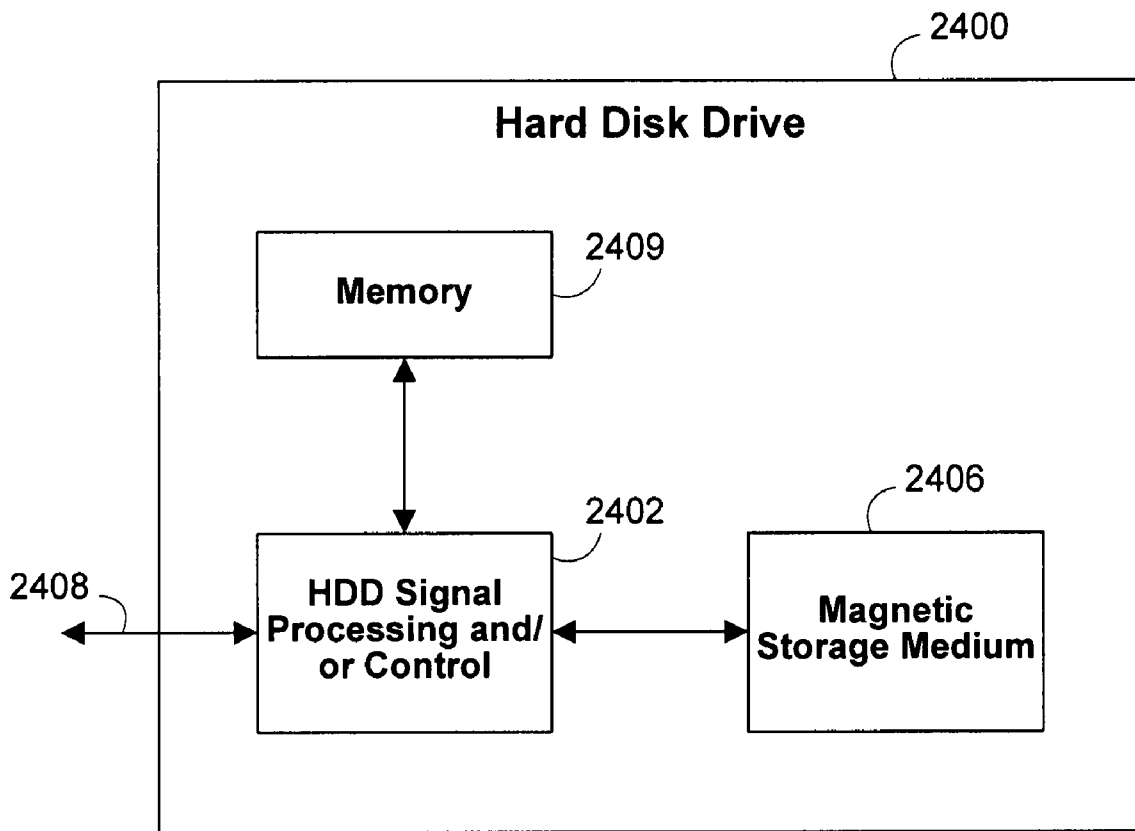 2400
Hard Disk Drive
2409
Memory
2402
2406
2408
HDD Signal
Processing and/
or Control
Magnetic
Storage Medium